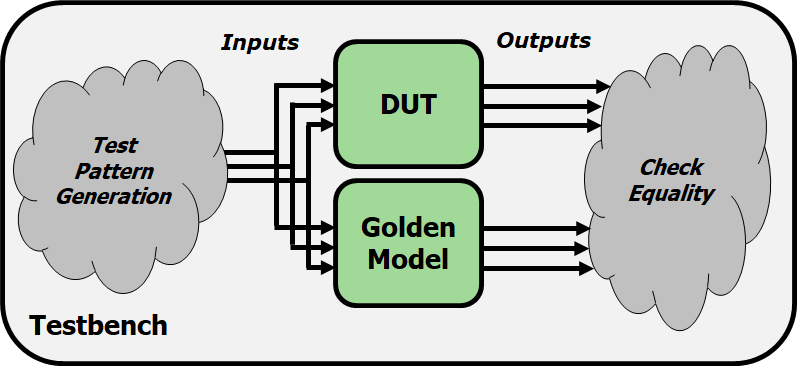 Inputs
Outputs
DUT
Test
Pattern
Generation
Check
Equality
Golden
Model
Testbench